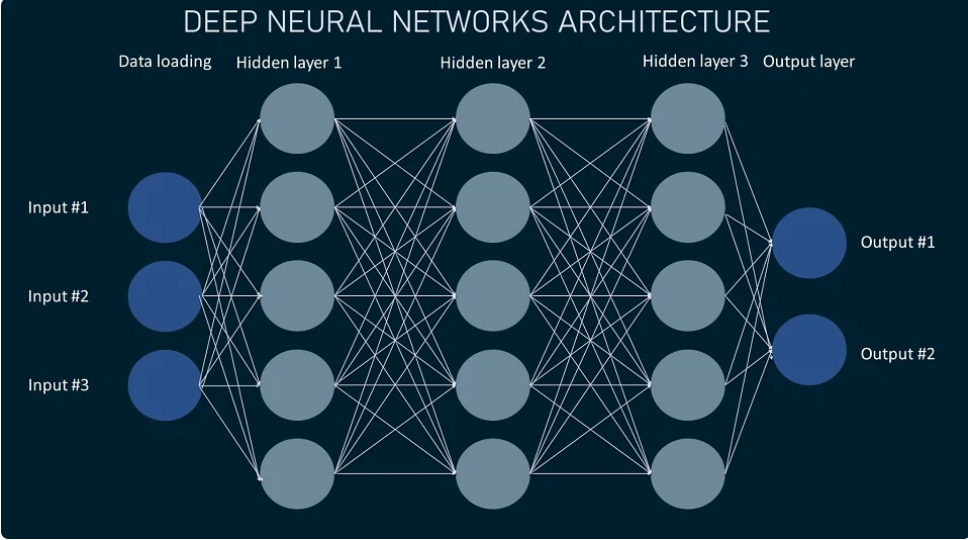 DEEP NEURAL NETWORKS ARCHITECTURE
Data loading
Hidden layer 1
Hidden layer 2
Hidden layer 3
Output layer
Input #1
Input #2
Input #3
Output #1
Output #2